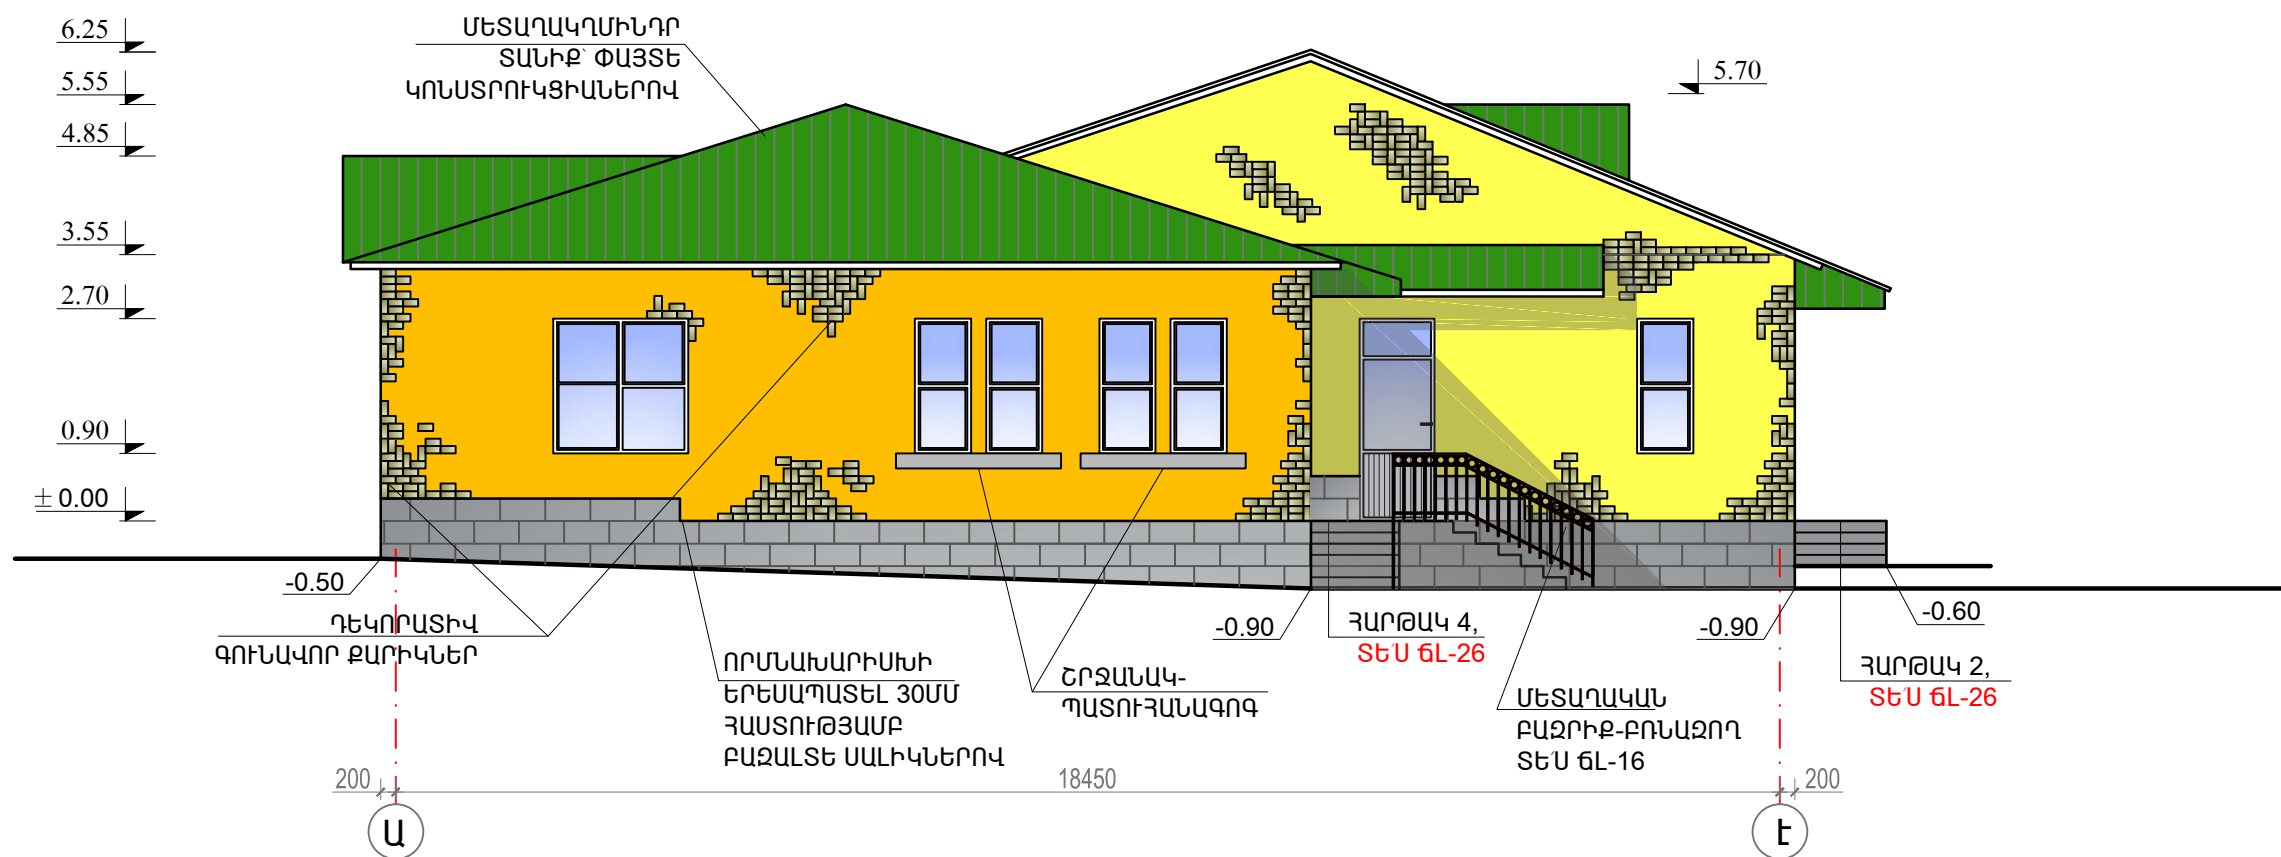 6.25
5.55
4.85
3.55
2.70
0.90
±0.00
ՄԵՏԱՂԱԿՂՄԻՆԴՐ
ՏԱՆԻՔ՝ ՓԱՅՏԵ
ԿՈՆՍՏՐՈՒԿՑԻԱՆԵՐՈՎ
5.70
-0.50
ԴԵԿՈՐԱՏԻՎ
ԳՈՒՆԱՎՈՐ ՔԱՐԻԿՆԵՐ
ՈՐՄՆԱԽԱՐԻՍԽԻ
ԵՐԵՍԱՊԱՏԵԼ 30ՄՄ
ՀԱՍՏՈՒԹՅԱՄԲ
ԲԱԶԱԼՏԵ ՍԱԼԻԿՆԵՐՈՎ
ՇՐՋԱՆԱԿ-
ՊԱՏՈՒՀԱՆԱԳՈԳ
-0.90
ՀԱՐԹԱԿ 4,
ՏԵ՛Ս ՃԼ-26
ՄԵՏԱՂԱԿԱՆ
ԲԱԶՐԻՔ-ԲՌՆԱԶՈՂ
ՏԵ՛Ս ՃԼ-16
-0.90
-0.60
ՀԱՐԹԱԿ 2,
ՏԵ՛Ս ՃԼ-26
200
18450
200
Ա
Է